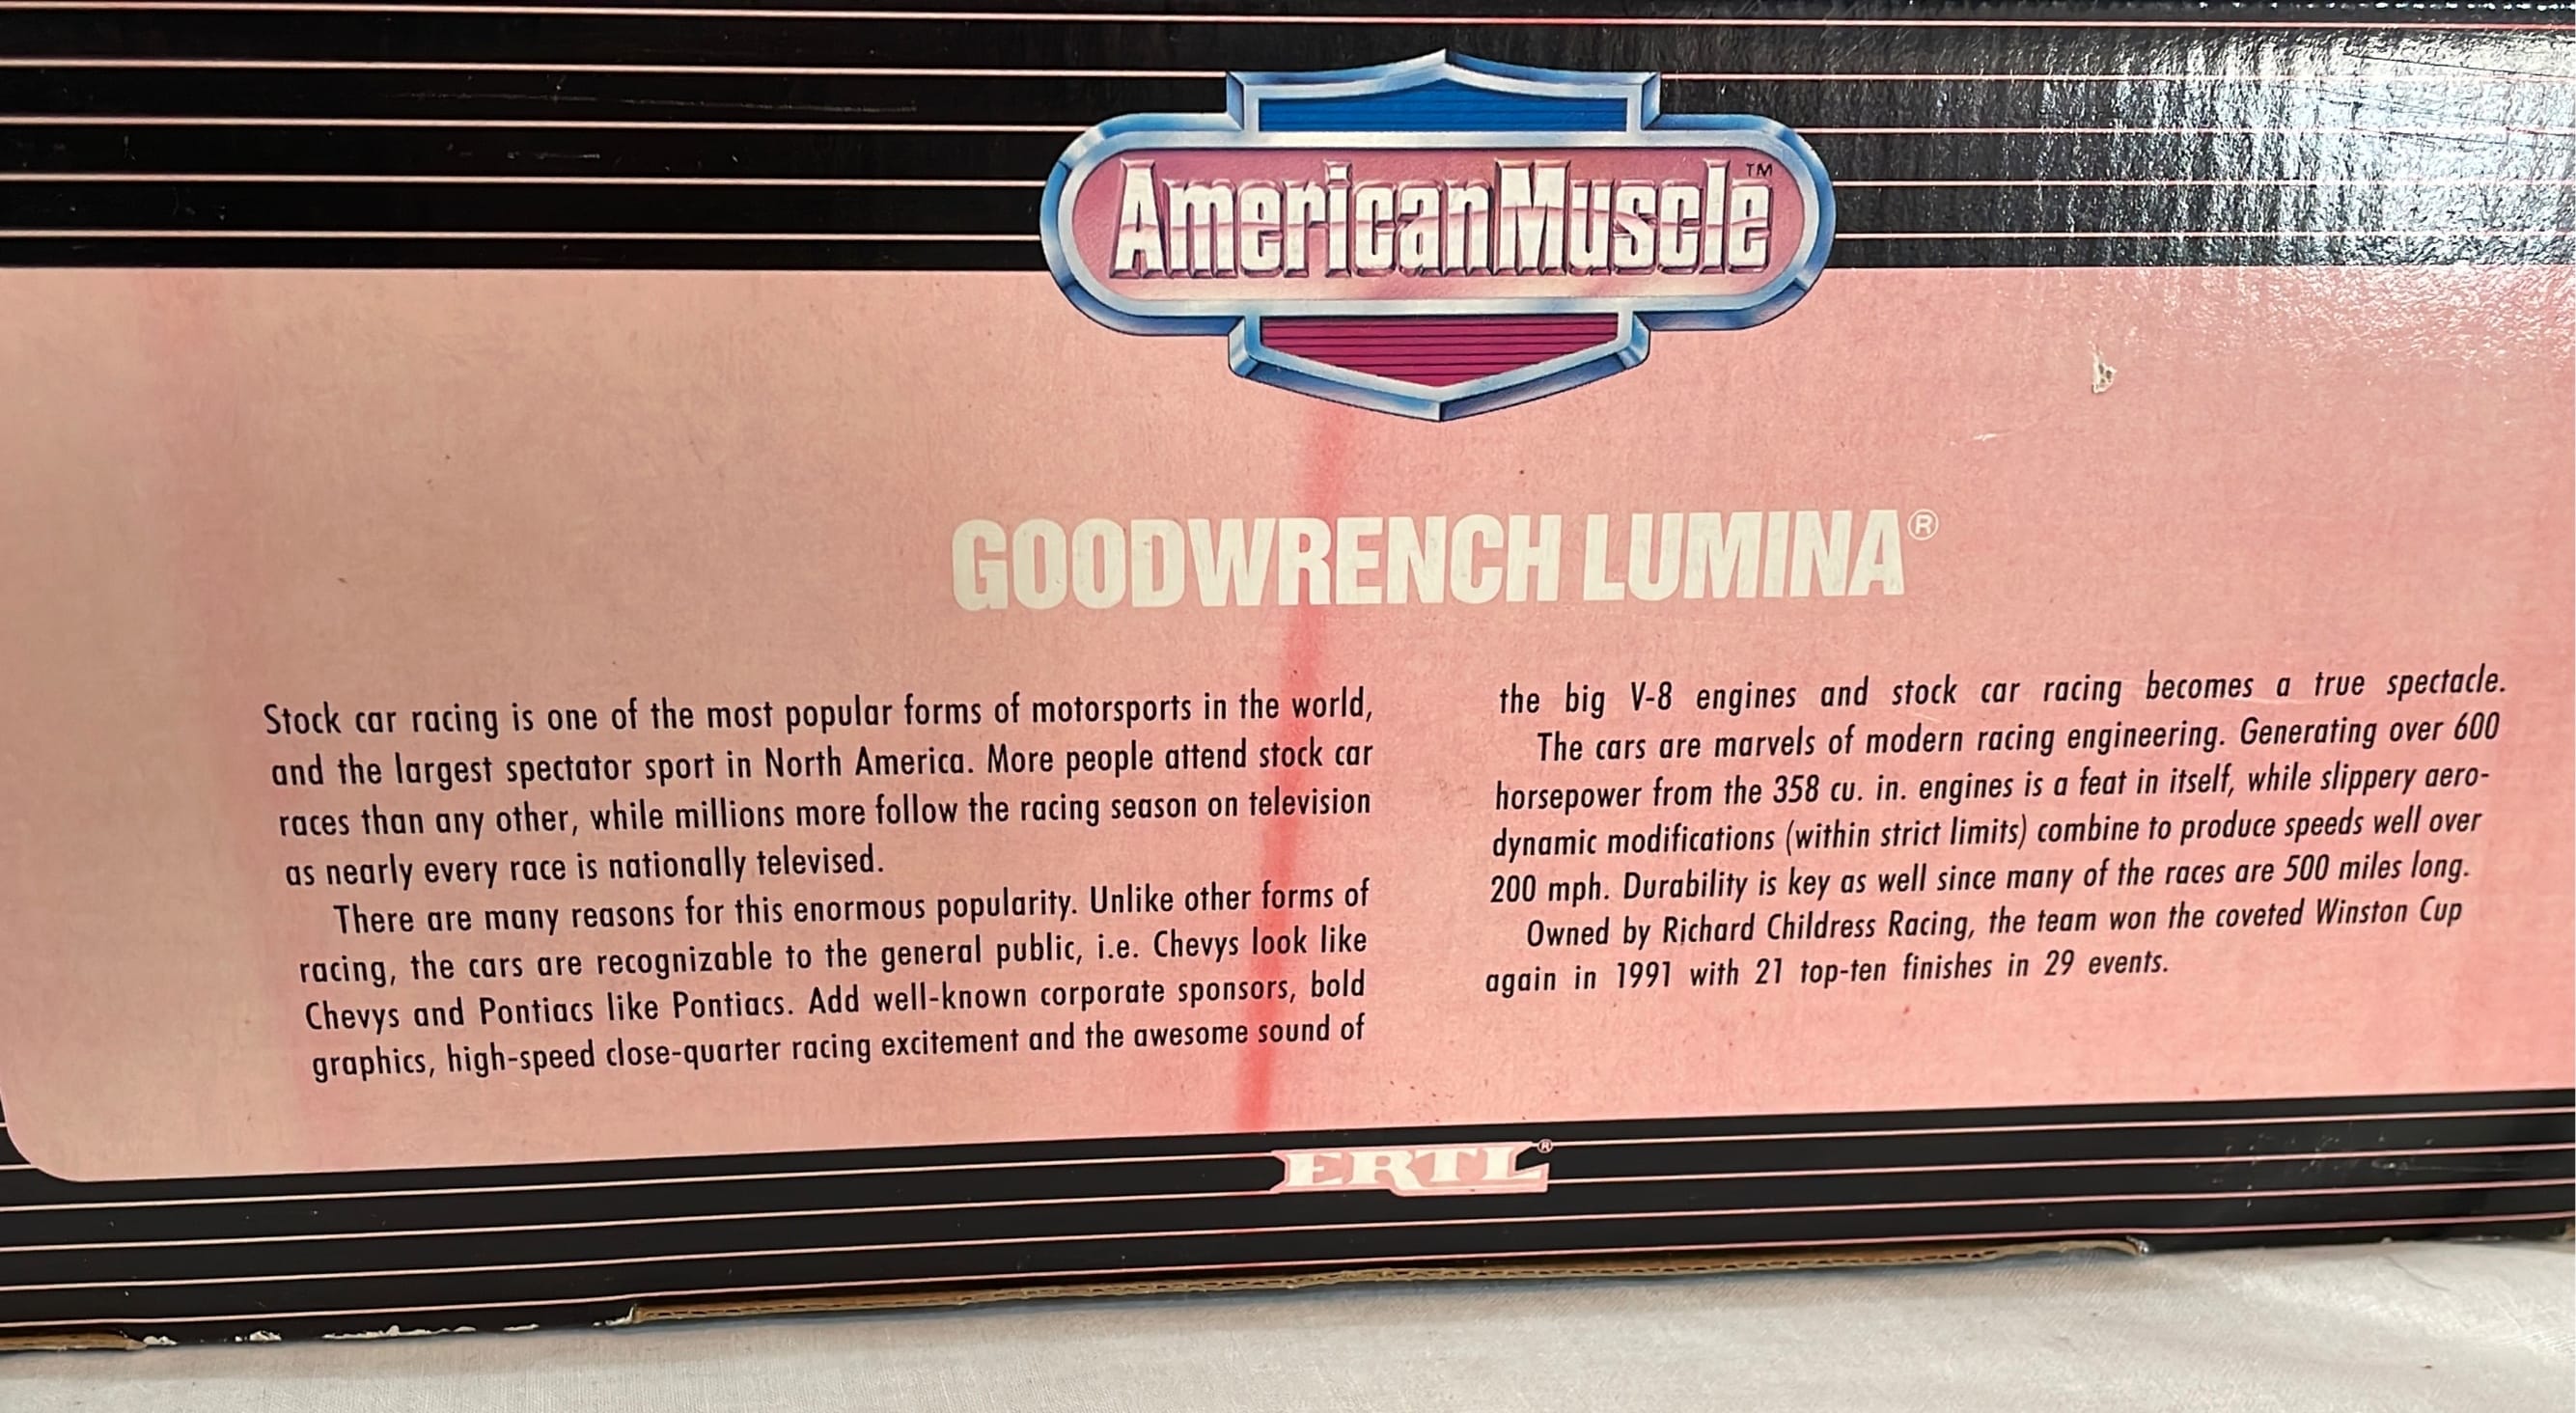 AmericanMuscle™
GOODWRENCH LUMINA®
Stock car racing is one of the most popular forms of motorsports in the world,
and the largest spectator sport in North America. More people attend stock car
races than any other, while millions more follow the racing season on television
as nearly every race is nationally televised.
There are many reasons for this enormous popularity. Unlike other forms of
racing, the cars are recognizable to the general public, i.e. Chevys look like
Chevys and Pontiacs like Pontiacs. Add well-known corporate sponsors, bold
graphics, high-speed close-quarter racing excitement and the awesome sound of
the big V-8 engines and stock car racing becomes a true spectacle.
The cars are marvels of modern racing engineering. Generating over 600
horsepower from the 358 cu. in. engines is a feat in itself, while slippery aero-
dynamic modifications (within strict limits) combine to produce speeds well over
200 mph. Durability is key as well since many of the races are 500 miles long.
Owned by Richard Childress Racing, the team won the coveted Winston Cup
again in 1991 with 21 top-ten finishes in 29 events.
ERTL®